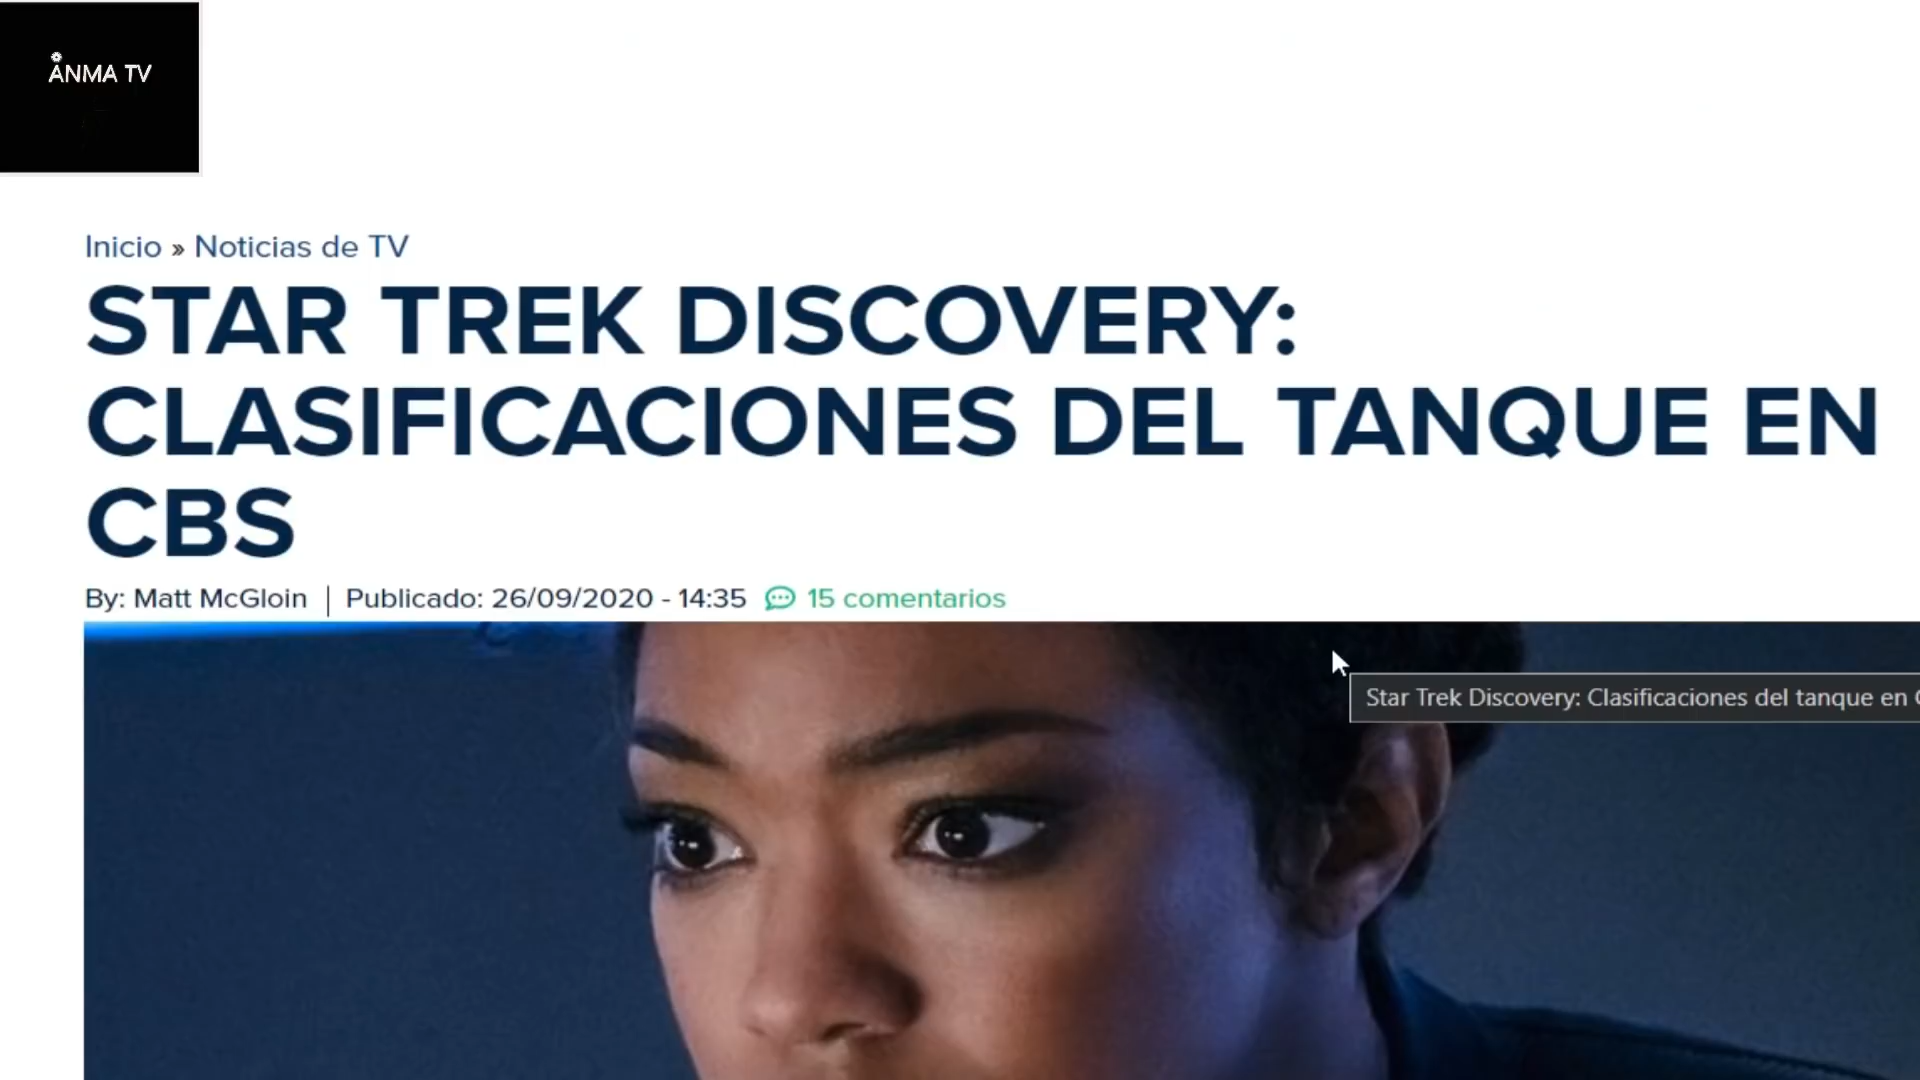 ANMA TV
Inicio » Noticias de TV
STAR TREK DISCOVERY:
CLASIFICACIONES DEL TANQUE EN
CBS
By: Matt McGloin | Publicado: 26/09/2020 - 14:35 15 comentarios
Star Trek Discovery: Clasificaciones del tanque en